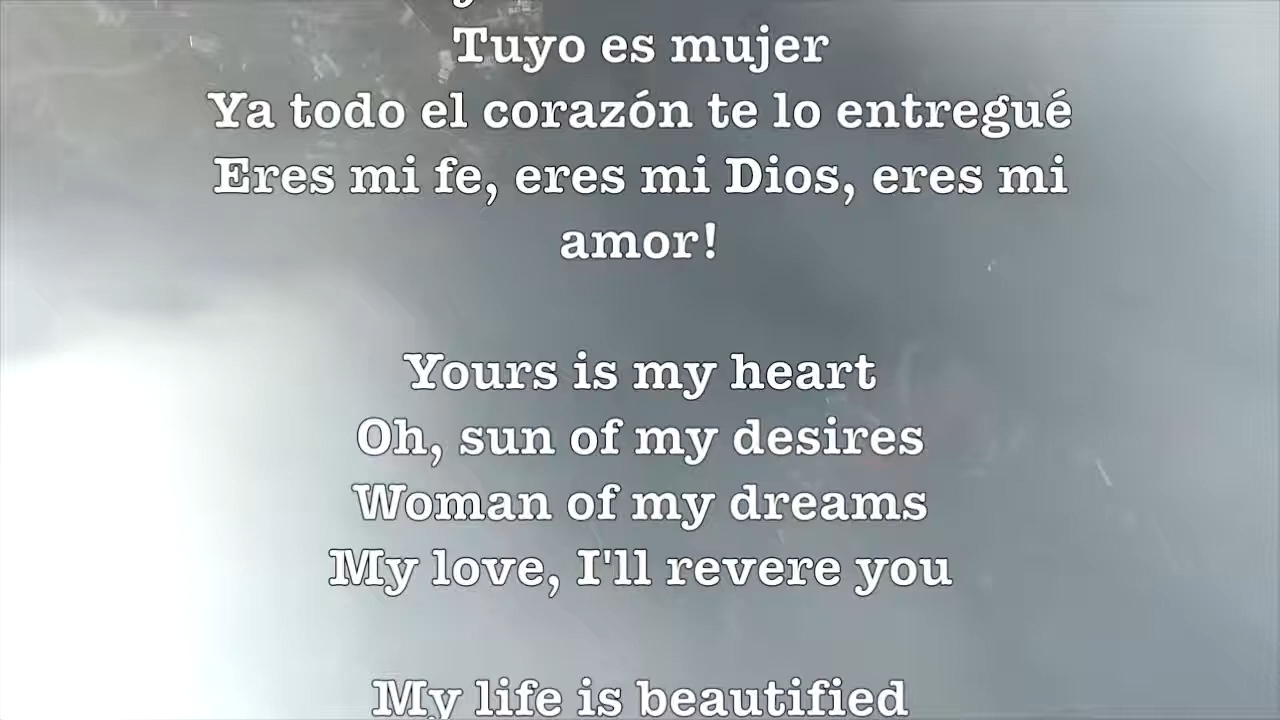 Tuyo es mujer
Ya todo el corazón te lo entregué
Eres mi fe, eres mi Dios, eres mi
amor!
Yours is my heart
Oh, sun of my desires
Woman of my dreams
My love, I'll revere you
My life is beautified